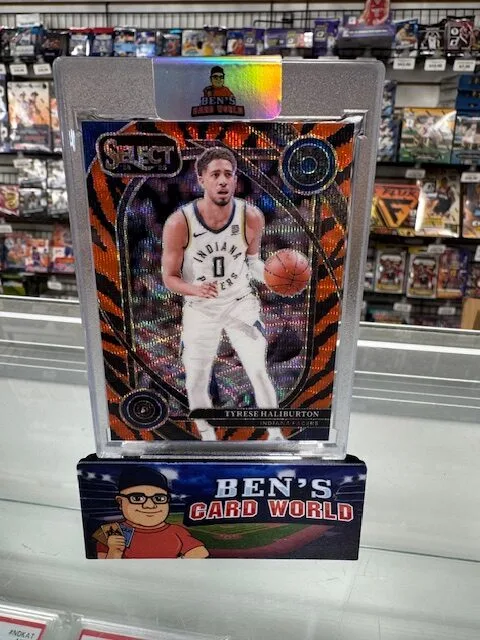 BEN'S
CARD WORLD
SELECT
INDIANA
0
PACERS
TYRESE HALIBURTON
INDIANA PACERS
BEN'S
CARD WORLD